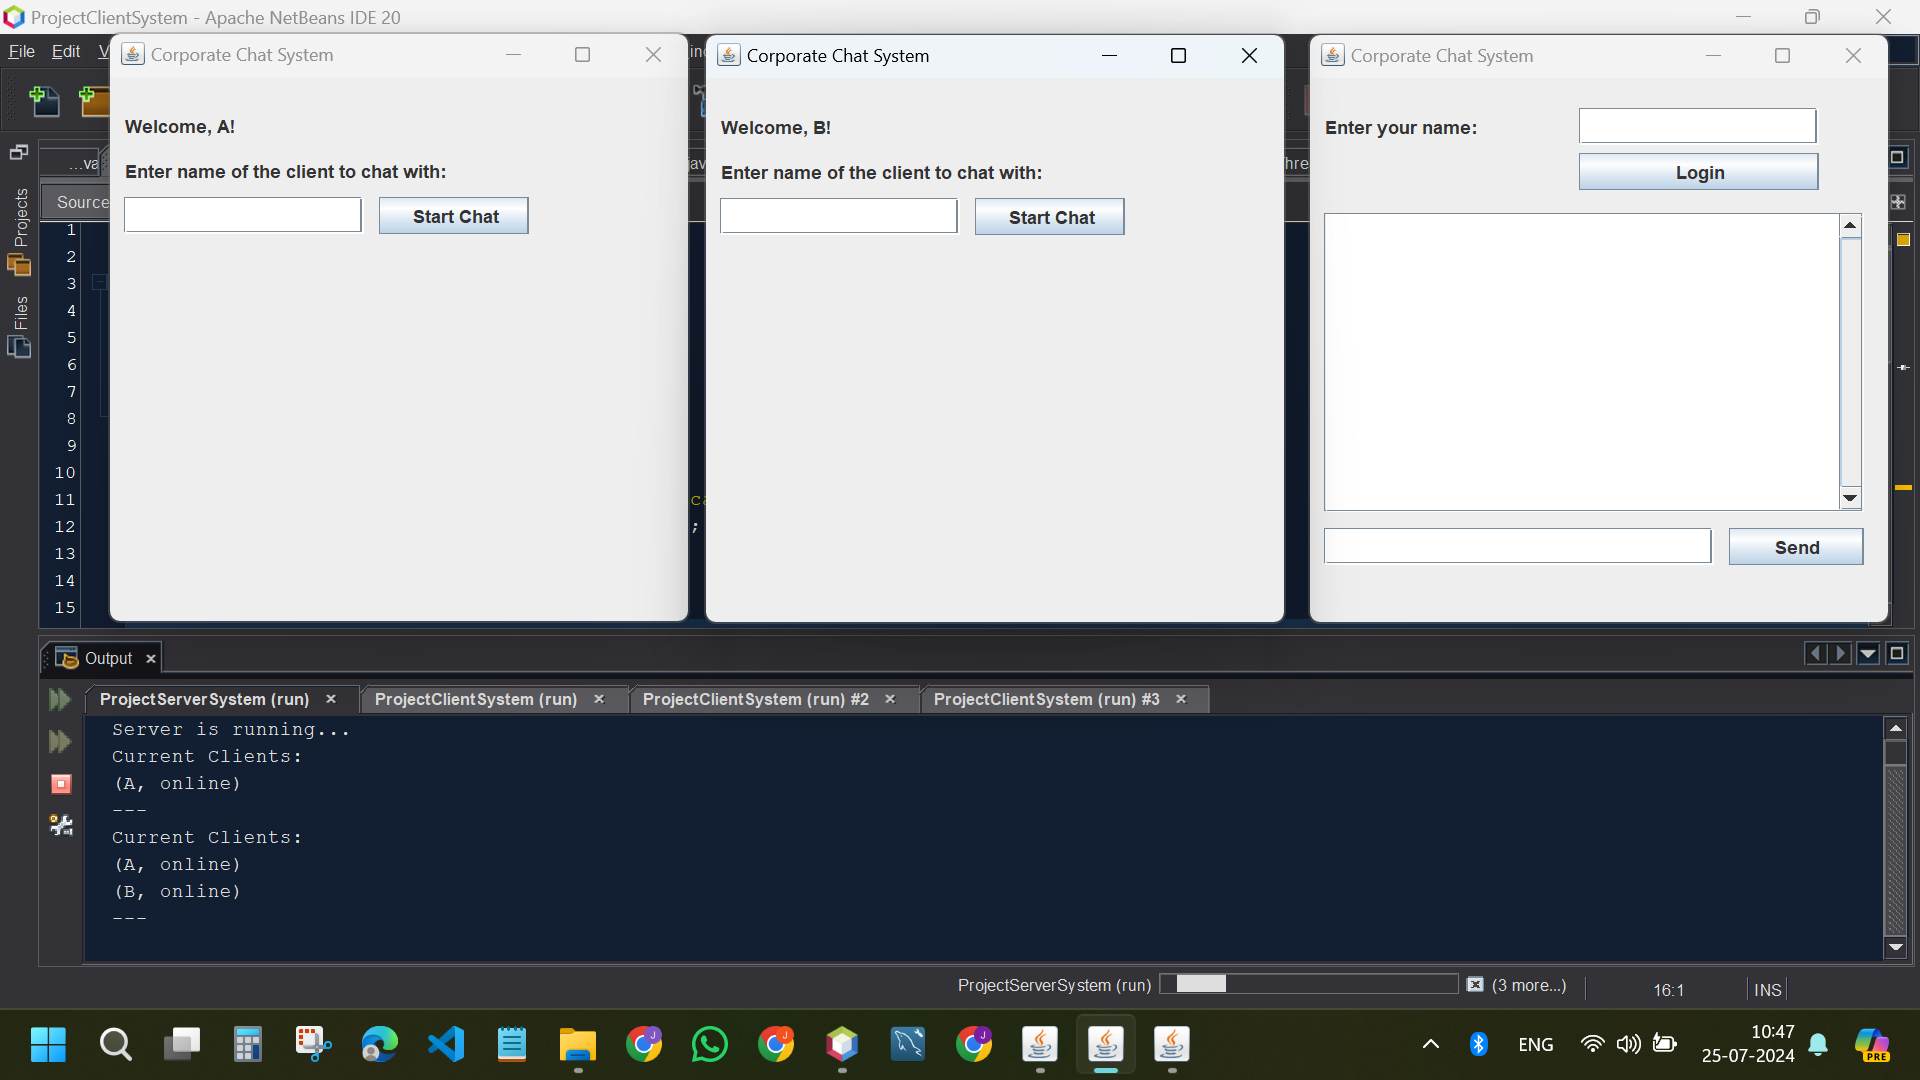 ProjectClientSystem - Apache NetBeans IDE 20
File Edit
Corporate Chat System
Welcome, A!
Enter name of the client to chat with:
Start Chat
Corporate Chat System
Welcome, B!
Enter name of the client to chat with:
Start Chat
Corporate Chat System
Enter your name:
Login
Send
Projects
Files
Source
1
2
3
4
5
6
7
8
9
10
11
12
13
14
15
;
Output
ProjectServerSystem (run) ProjectClientSystem (run) ProjectClientSystem (run) #2 ProjectClientSystem (run) #3
Server is running...
Current Clients:
(A, online)
---
Current Clients:
(A, online)
(B, online)
---
ProjectServerSystem (run) (3 more...) 16:1 INS
ENG 10:47
25-07-2024
PRE